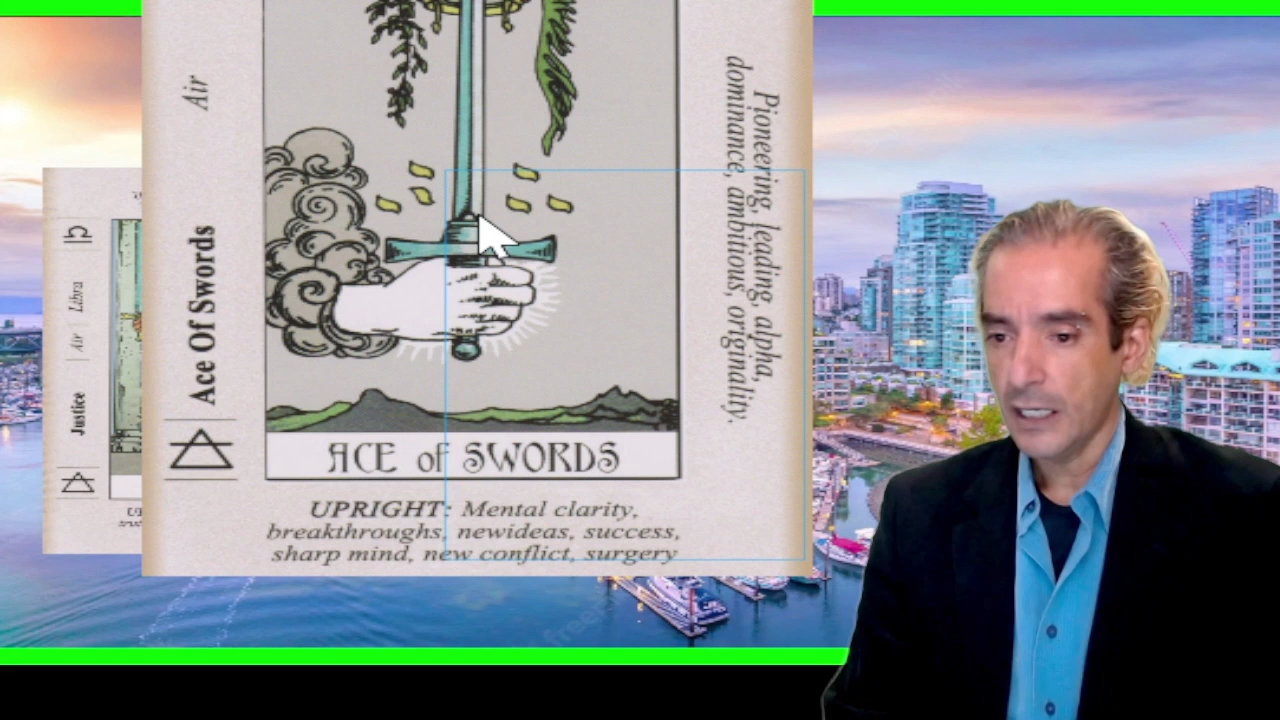 Air
Ace Of Swords
Pioneering, leading, alpha,
dominance, ambitious, originality.
Libra
Air
Justice
ACE of SWORDS
UPRIGHT: Mental clarity,
breakthroughs, newideas, success,
sharp mind, new conflict, surgery